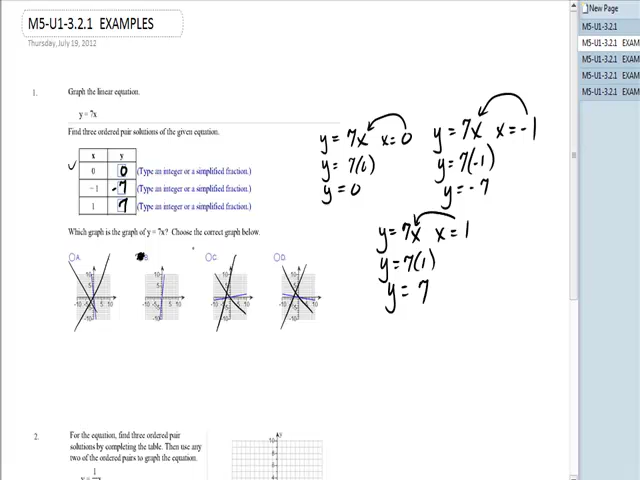 M5-U1-3.2.1 EXAMPLES
Thursday, July 19, 2012
1. Graph the linear equation.
y = 7x
Find three ordered pair solutions of the given equation.
x y
0 0 (Type an integer or a simplified fraction.)
-1 -7 (Type an integer or a simplified fraction.)
1 7 (Type an integer or a simplified fraction.)
Which graph is the graph of y = 7x? Choose the correct graph below.
A. C. D.
y = 7x x = 0
y = 7(0)
y = 0
y = 7x x = -1
y = 7(-1)
y = -7
y = 7x x = 1
y = 7(1)
y = 7
2. For the equation, find three ordered pair
solutions by completing the table. Then use any
two of the ordered pairs to graph the equation.
New Page
M5-U1-3.2.1
M5-U1-3.2.1 EXAM
M5-U1-3.2.1 EXAM
M5-U1-3.2.1 EXAM
M5-U1-3.2.1 EXAM